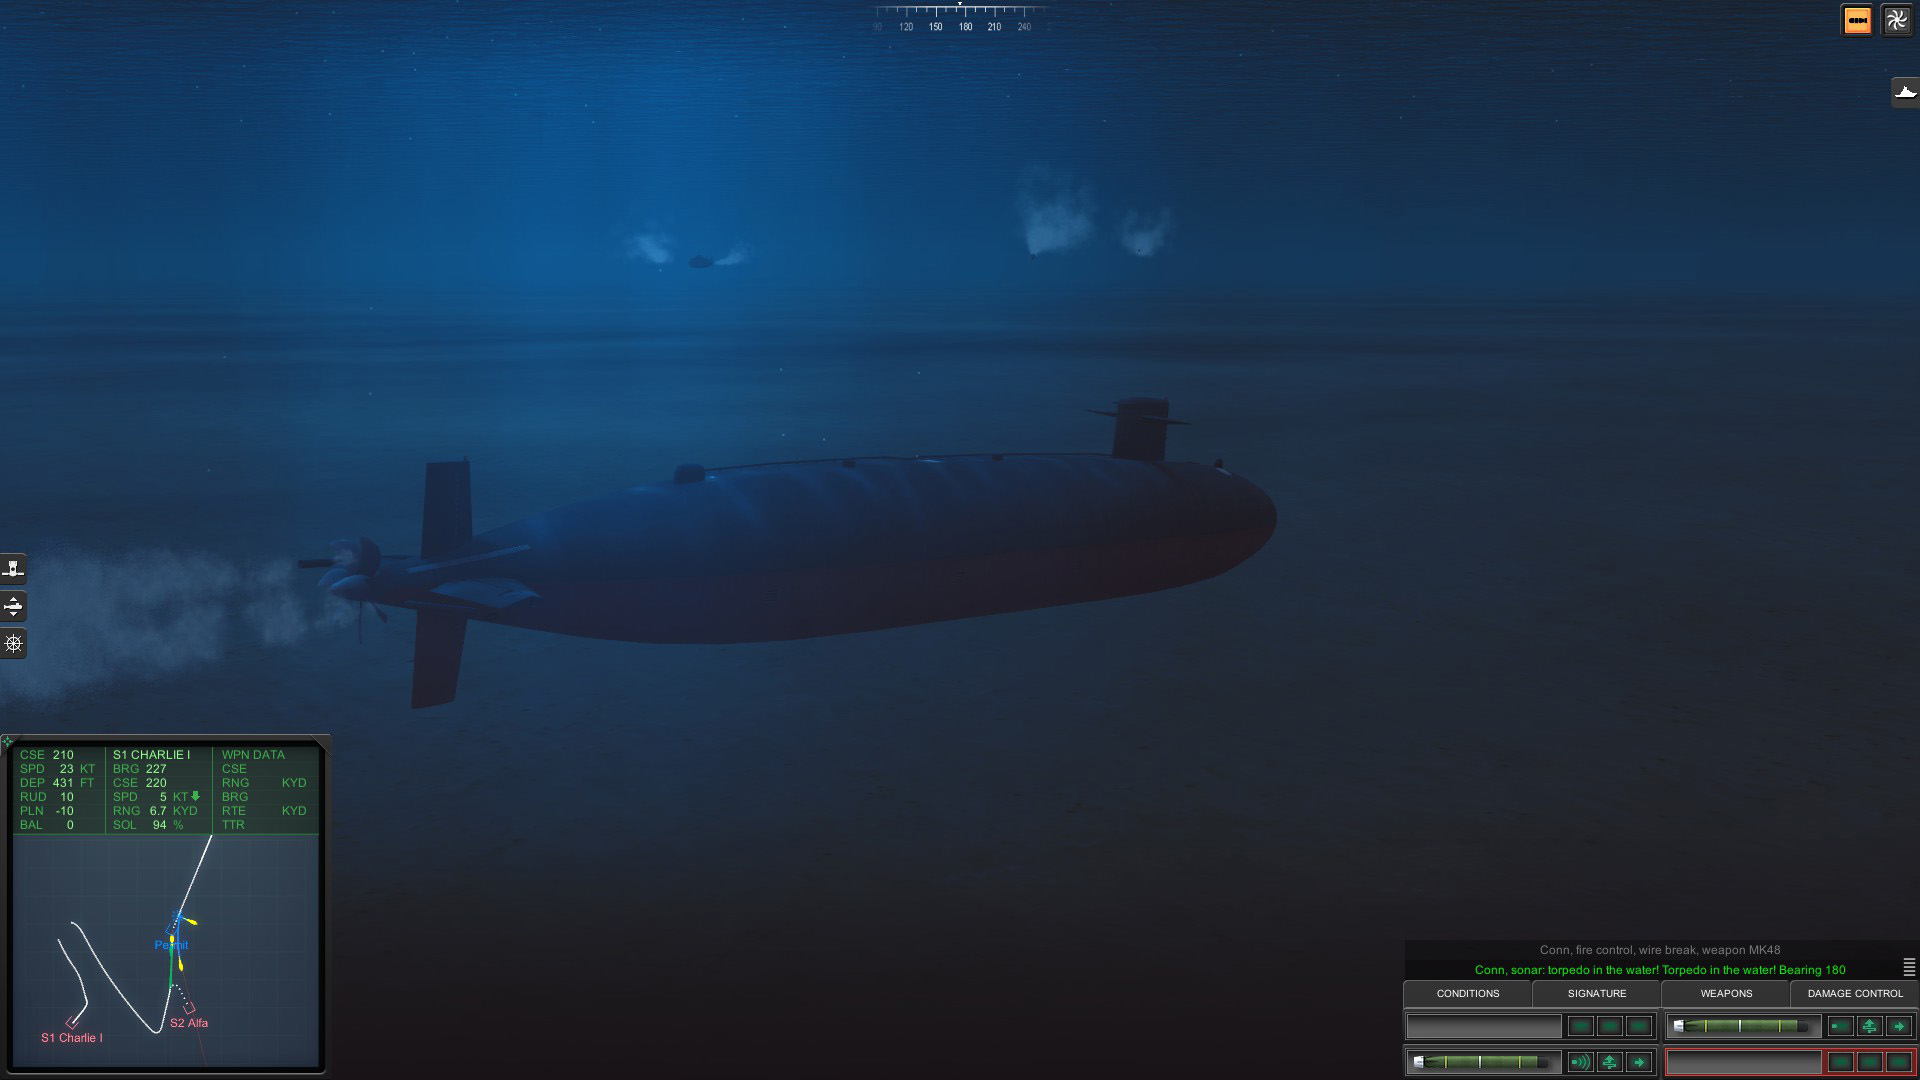 90 120 150 180 210 240
CSE 210
SPD 23 KT
DEP 431 FT
RUD 10
PLN -10
BAL 0
S1 CHARLIE I
BRG 227
CSE 220
SPD 5 KT
RNG 6.7 KYD
SOL 94 %
WPN DATA
CSE
RNG KYD
BRG
RTE KYD
TTR
Permit
S2 Alfa
S1 Charlie I
Conn, fire control, wire break, weapon MK48
Conn, sonar: torpedo in the water! Torpedo in the water! Bearing 180
CONDITIONS SIGNATURE WEAPONS DAMAGE CONTROL